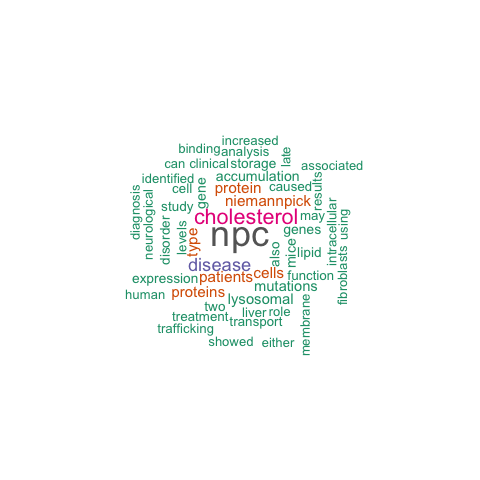 increased
binding analysis
late
can clinical storage associated
identified accumulation
cell gene protein caused results
diagnosis neurological niemannpick
study cholesterol may
disorder levels type npc genes
intracellular using
also mice lipid
disease
patients cells function fibroblasts
expression mutations
human proteins lysosomal
two liver role membrane
treatment transport
trafficking
showed either